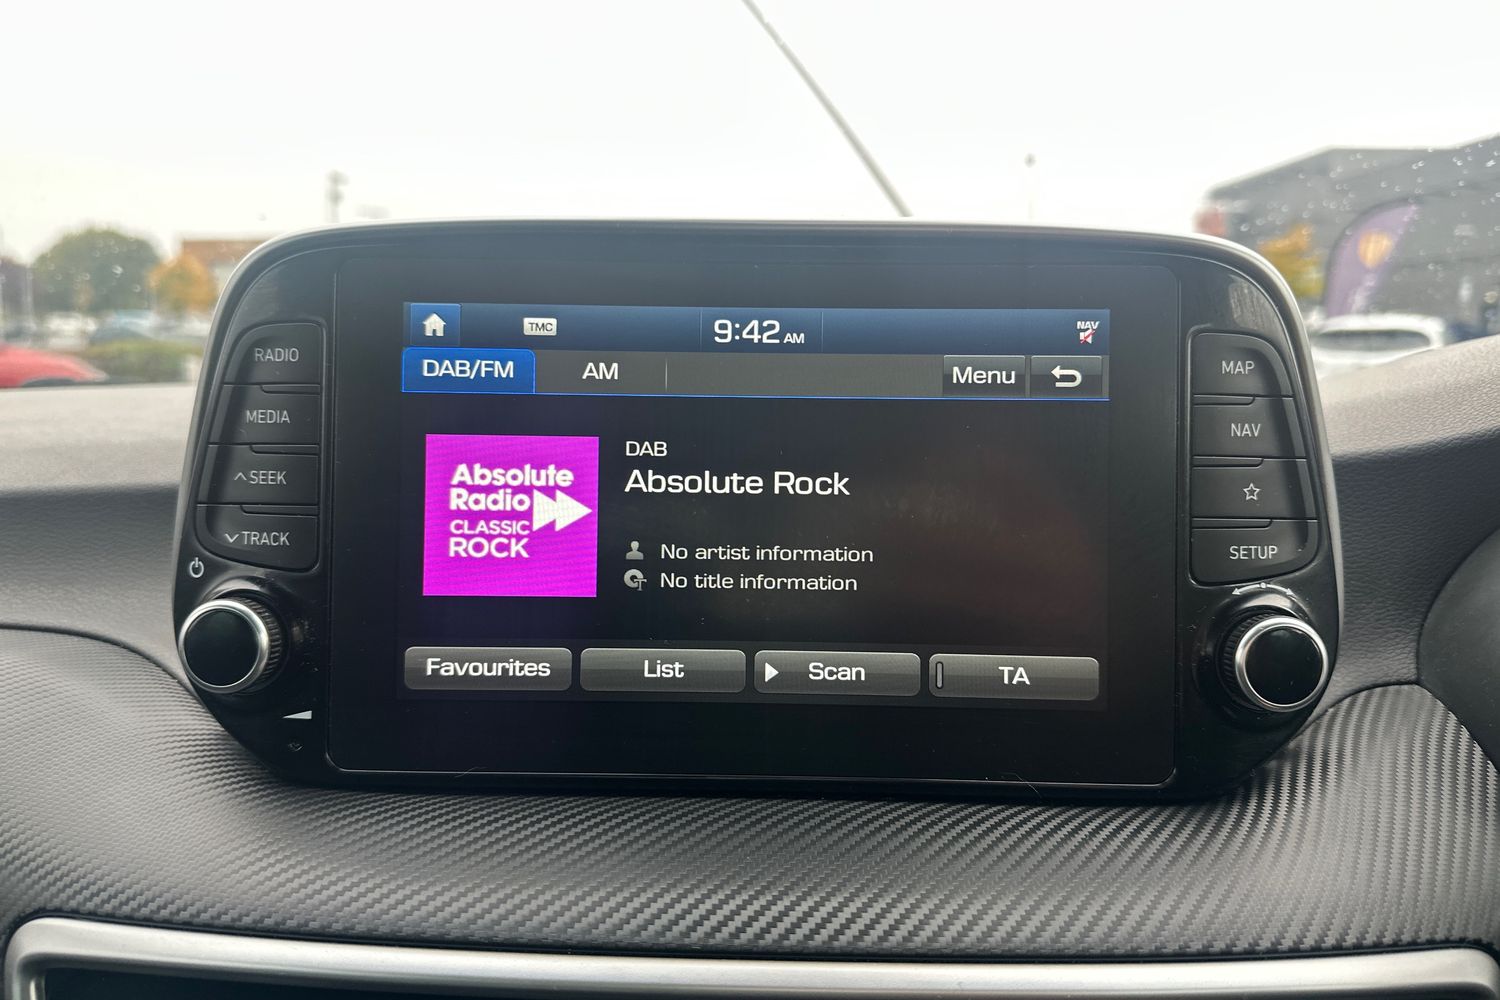 TMC
9:42 AM
NAV
DAB/FM
AM
Menu
RADIO
MEDIA
SEEK
TRACK
Absolute
Radio
CLASSIC
ROCK
DAB
Absolute Rock
No artist information
No title information
MAP
NAV
SETUP
Favourites
List
Scan
TA